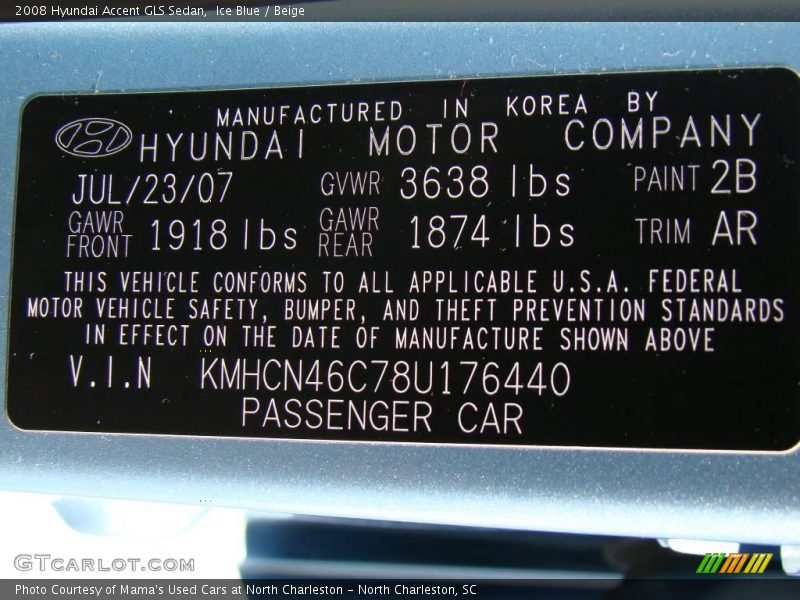 2008 Hyundai Accent GLS Sedan,  Ice Blue / Beige
MANUFACTURED IN KOREA BY
HYUNDAI MOTOR COMPANY
JUL/23/07 GVWR 3638 lbs PAINT 2B
GAWR FRONT 1918 lbs GAWR REAR 1874 lbs TRIM AR
THIS VEHICLE CONFORMS TO ALL APPLICABLE U.S.A. FEDERAL
MOTOR VEHICLE SAFETY, BUMPER, AND THEFT PREVENTION STANDARDS
IN EFFECT ON THE DATE OF MANUFACTURE SHOWN ABOVE
V.I.N KMHCN46C78U176440
PASSENGER CAR
GTCARLOT.COM
Photo Courtesy of Mama's Used Cars at North Charleston - North Charleston, SC